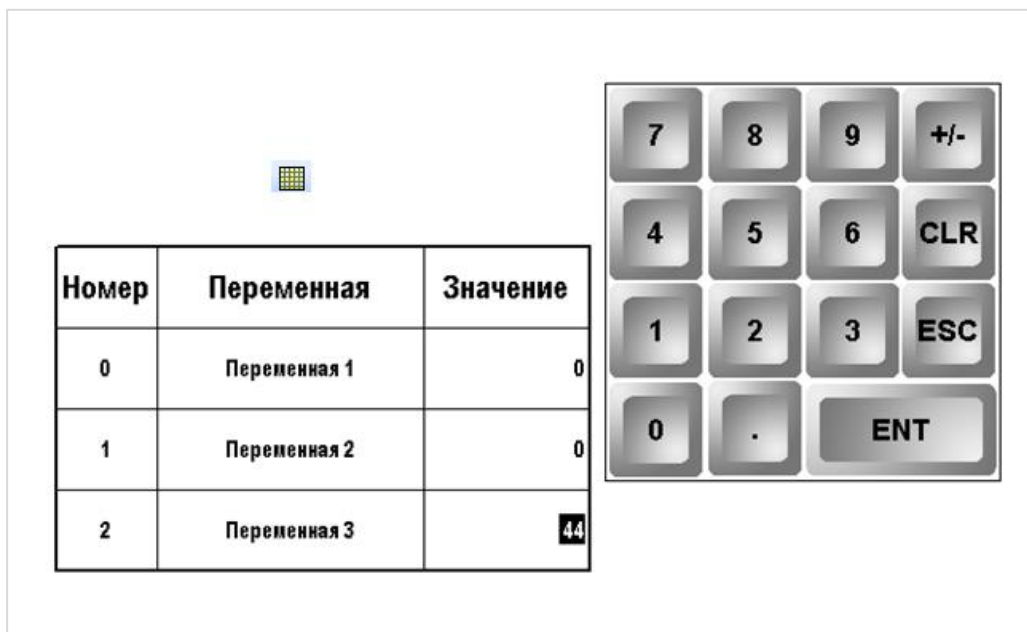 Номер Переменная Значение
0 Переменная 1 0
1 Переменная 2 0
2 Переменная 3 44
7 8 9 +/-
4 5 6 CLR
1 2 3 ESC
0 . ENT